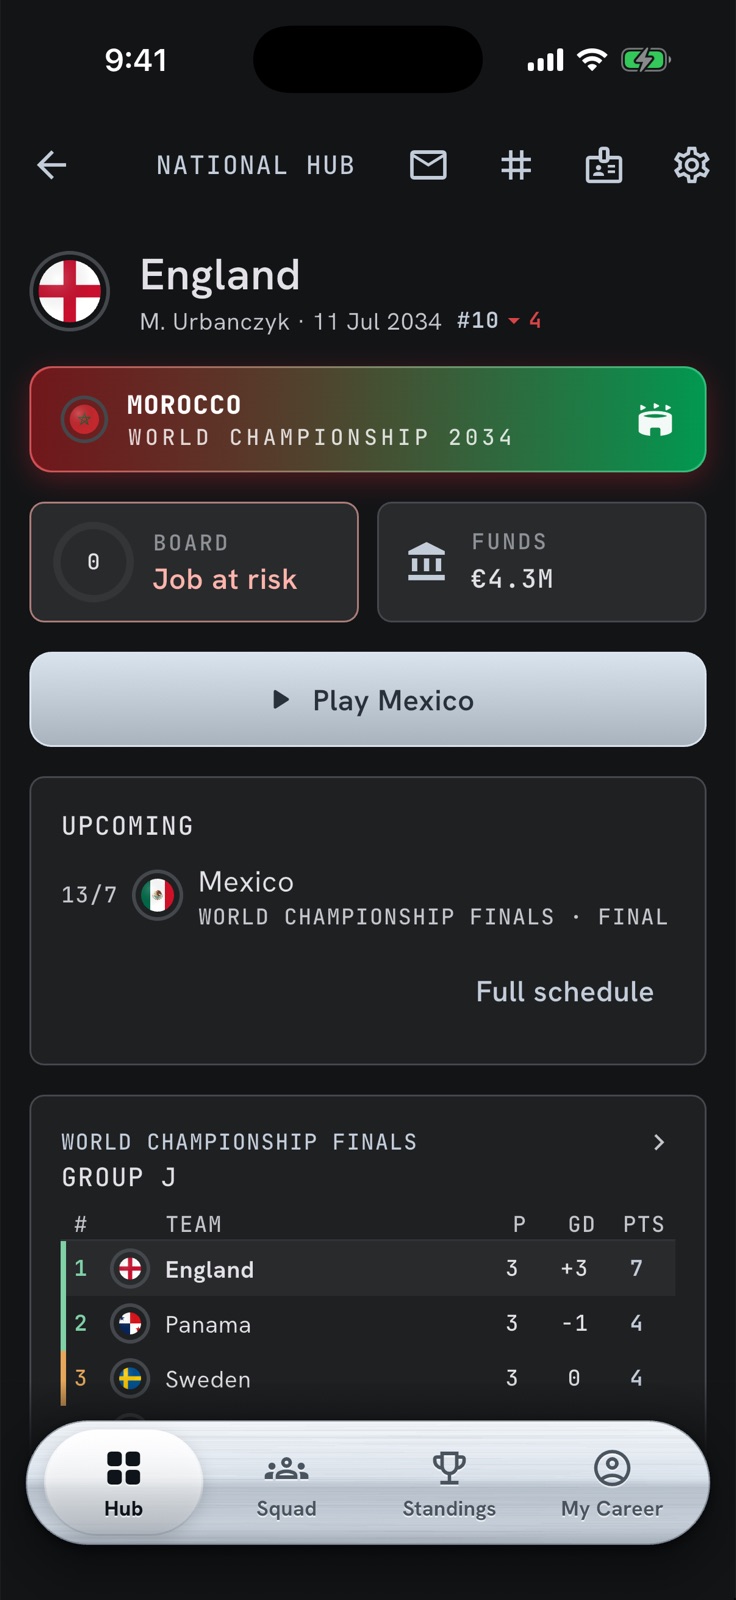 9:41
NATIONAL HUB
England
M. Urbanczyk · 11 Jul 2034 #10 4
MOROCCO
WORLD CHAMPIONSHIP 2034
0
BOARD
Job at risk
FUNDS
€4.3M
Play Mexico
UPCOMING
13/7
Mexico
WORLD CHAMPIONSHIP FINALS · FINAL
Full schedule
WORLD CHAMPIONSHIP FINALS
GROUP J
# TEAM P GD PTS
1 England 3 +3 7
2 Panama 3 -1 4
3 Sweden 3 0 4
Hub Squad Standings My Career